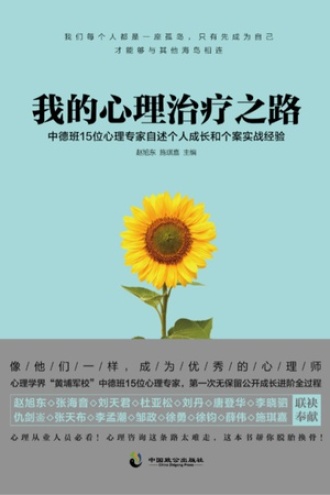 我们每个人都是一座孤岛，只有先成为自己
才能够与其他海岛相连
我的心理治疗之路
中德班15位心理专家自述个人成长和个案实战经验
赵旭东 施琪嘉 主编
像他们一样，成为优秀的心理师
心理学界“黄埔军校”中德班15位心理专家，第一次无保留公开成长进阶全过程
赵旭东 张海音 刘天君 杜亚松 刘丹 唐登华 李晓驷
仇剑崟 张天布 李孟潮 邹政 徐勇 徐钧 薛伟 施琪嘉
联袂
奉献
心理从业人员必看！心理咨询这条路太难走，这本书帮你脱胎换骨！
中国致公出版社
China Zhigong Press